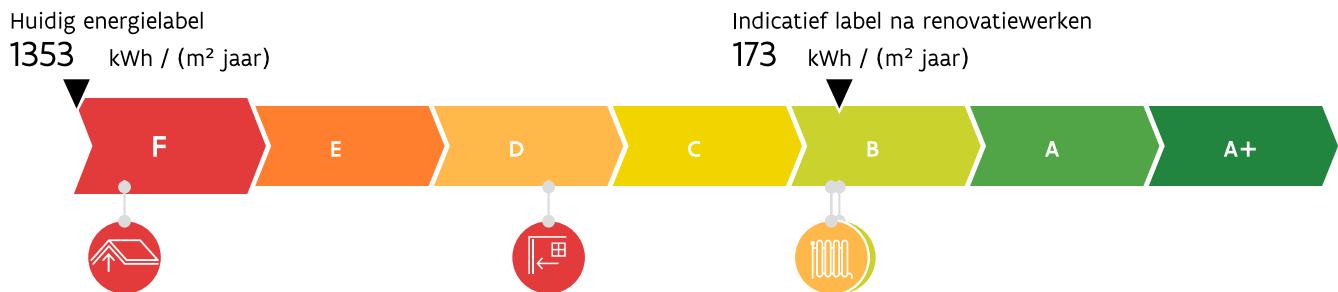 Huidig energielabel
1353 kWh / (m² jaar)
Indicatief label na renovatiewerken
173 kWh / (m² jaar)
F E D C B A A+